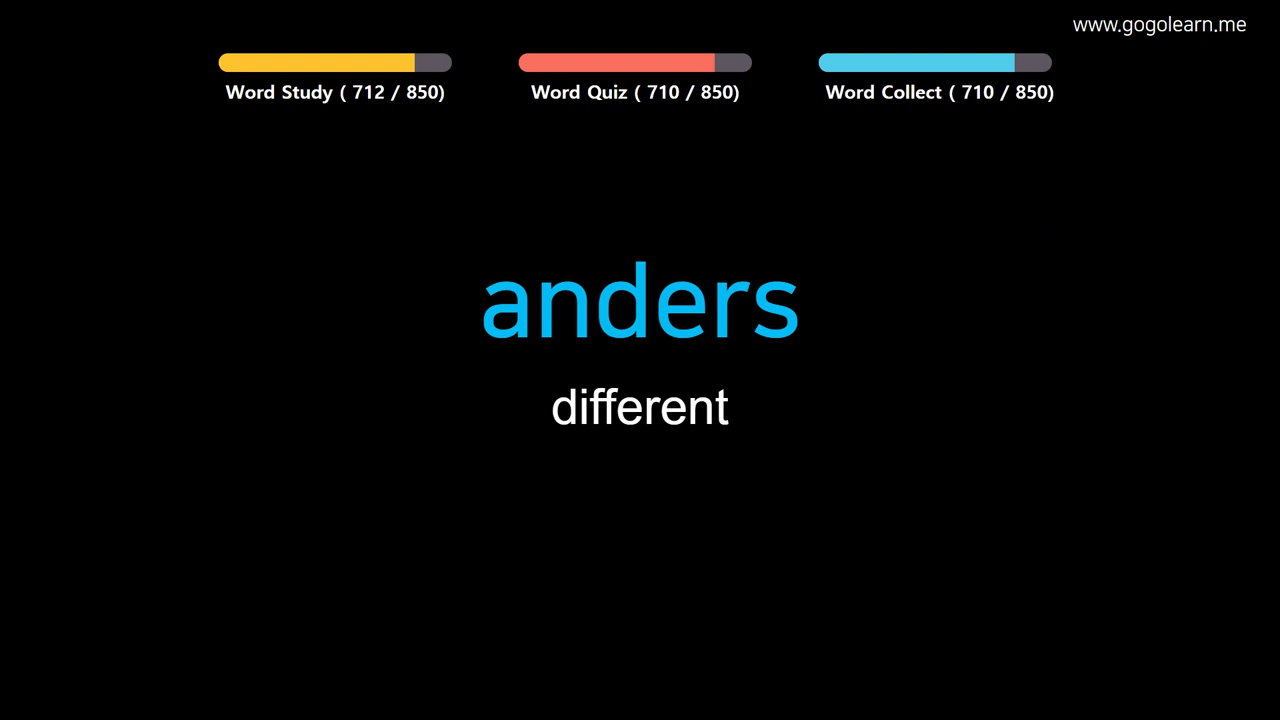 www.gogolearn.me
Word Study ( 712 / 850)
Word Quiz ( 710 / 850)
Word Collect ( 710 / 850)
anders
different